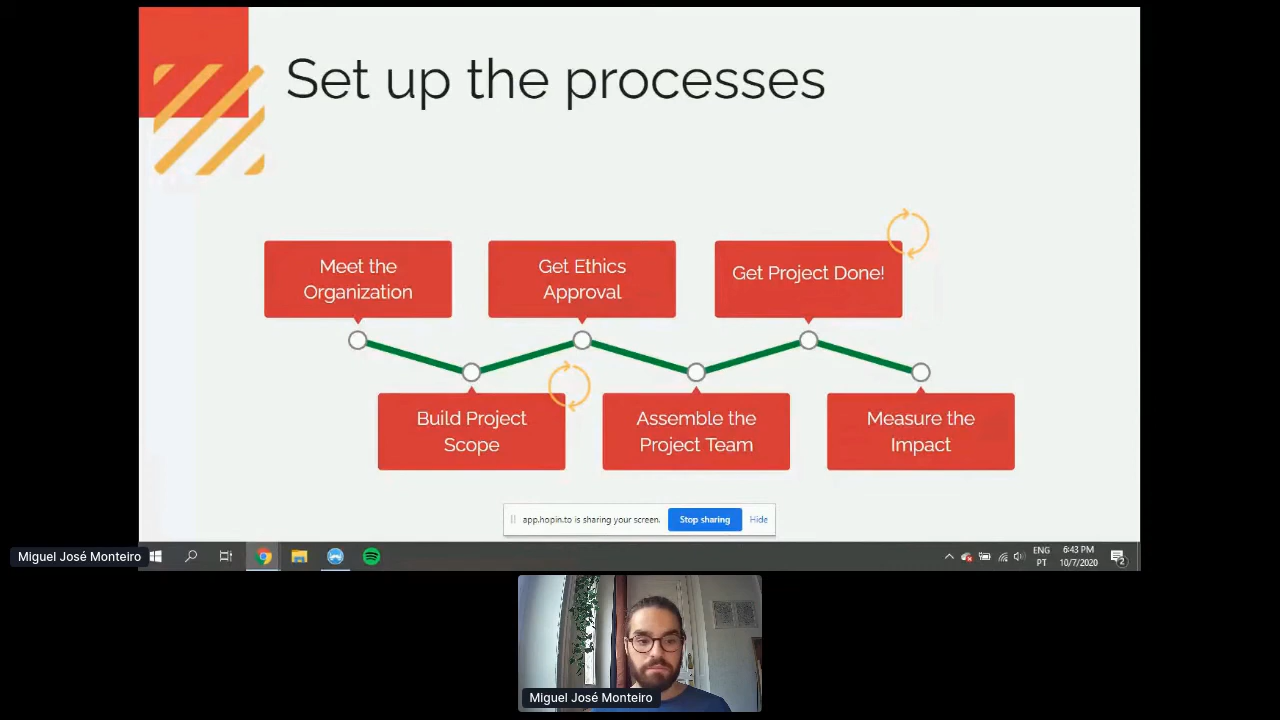 Set up the processes
Meet the
Organization
Get Ethics
Approval
Get Project Done!
Build Project
Scope
Assemble the
Project Team
Measure the
Impact
app.hopin.to is sharing your screen.
Stop sharing
Hide
Miguel José Monteiro
ENG
PT
6:43 PM
10/7/2020
2
Miguel José Monteiro